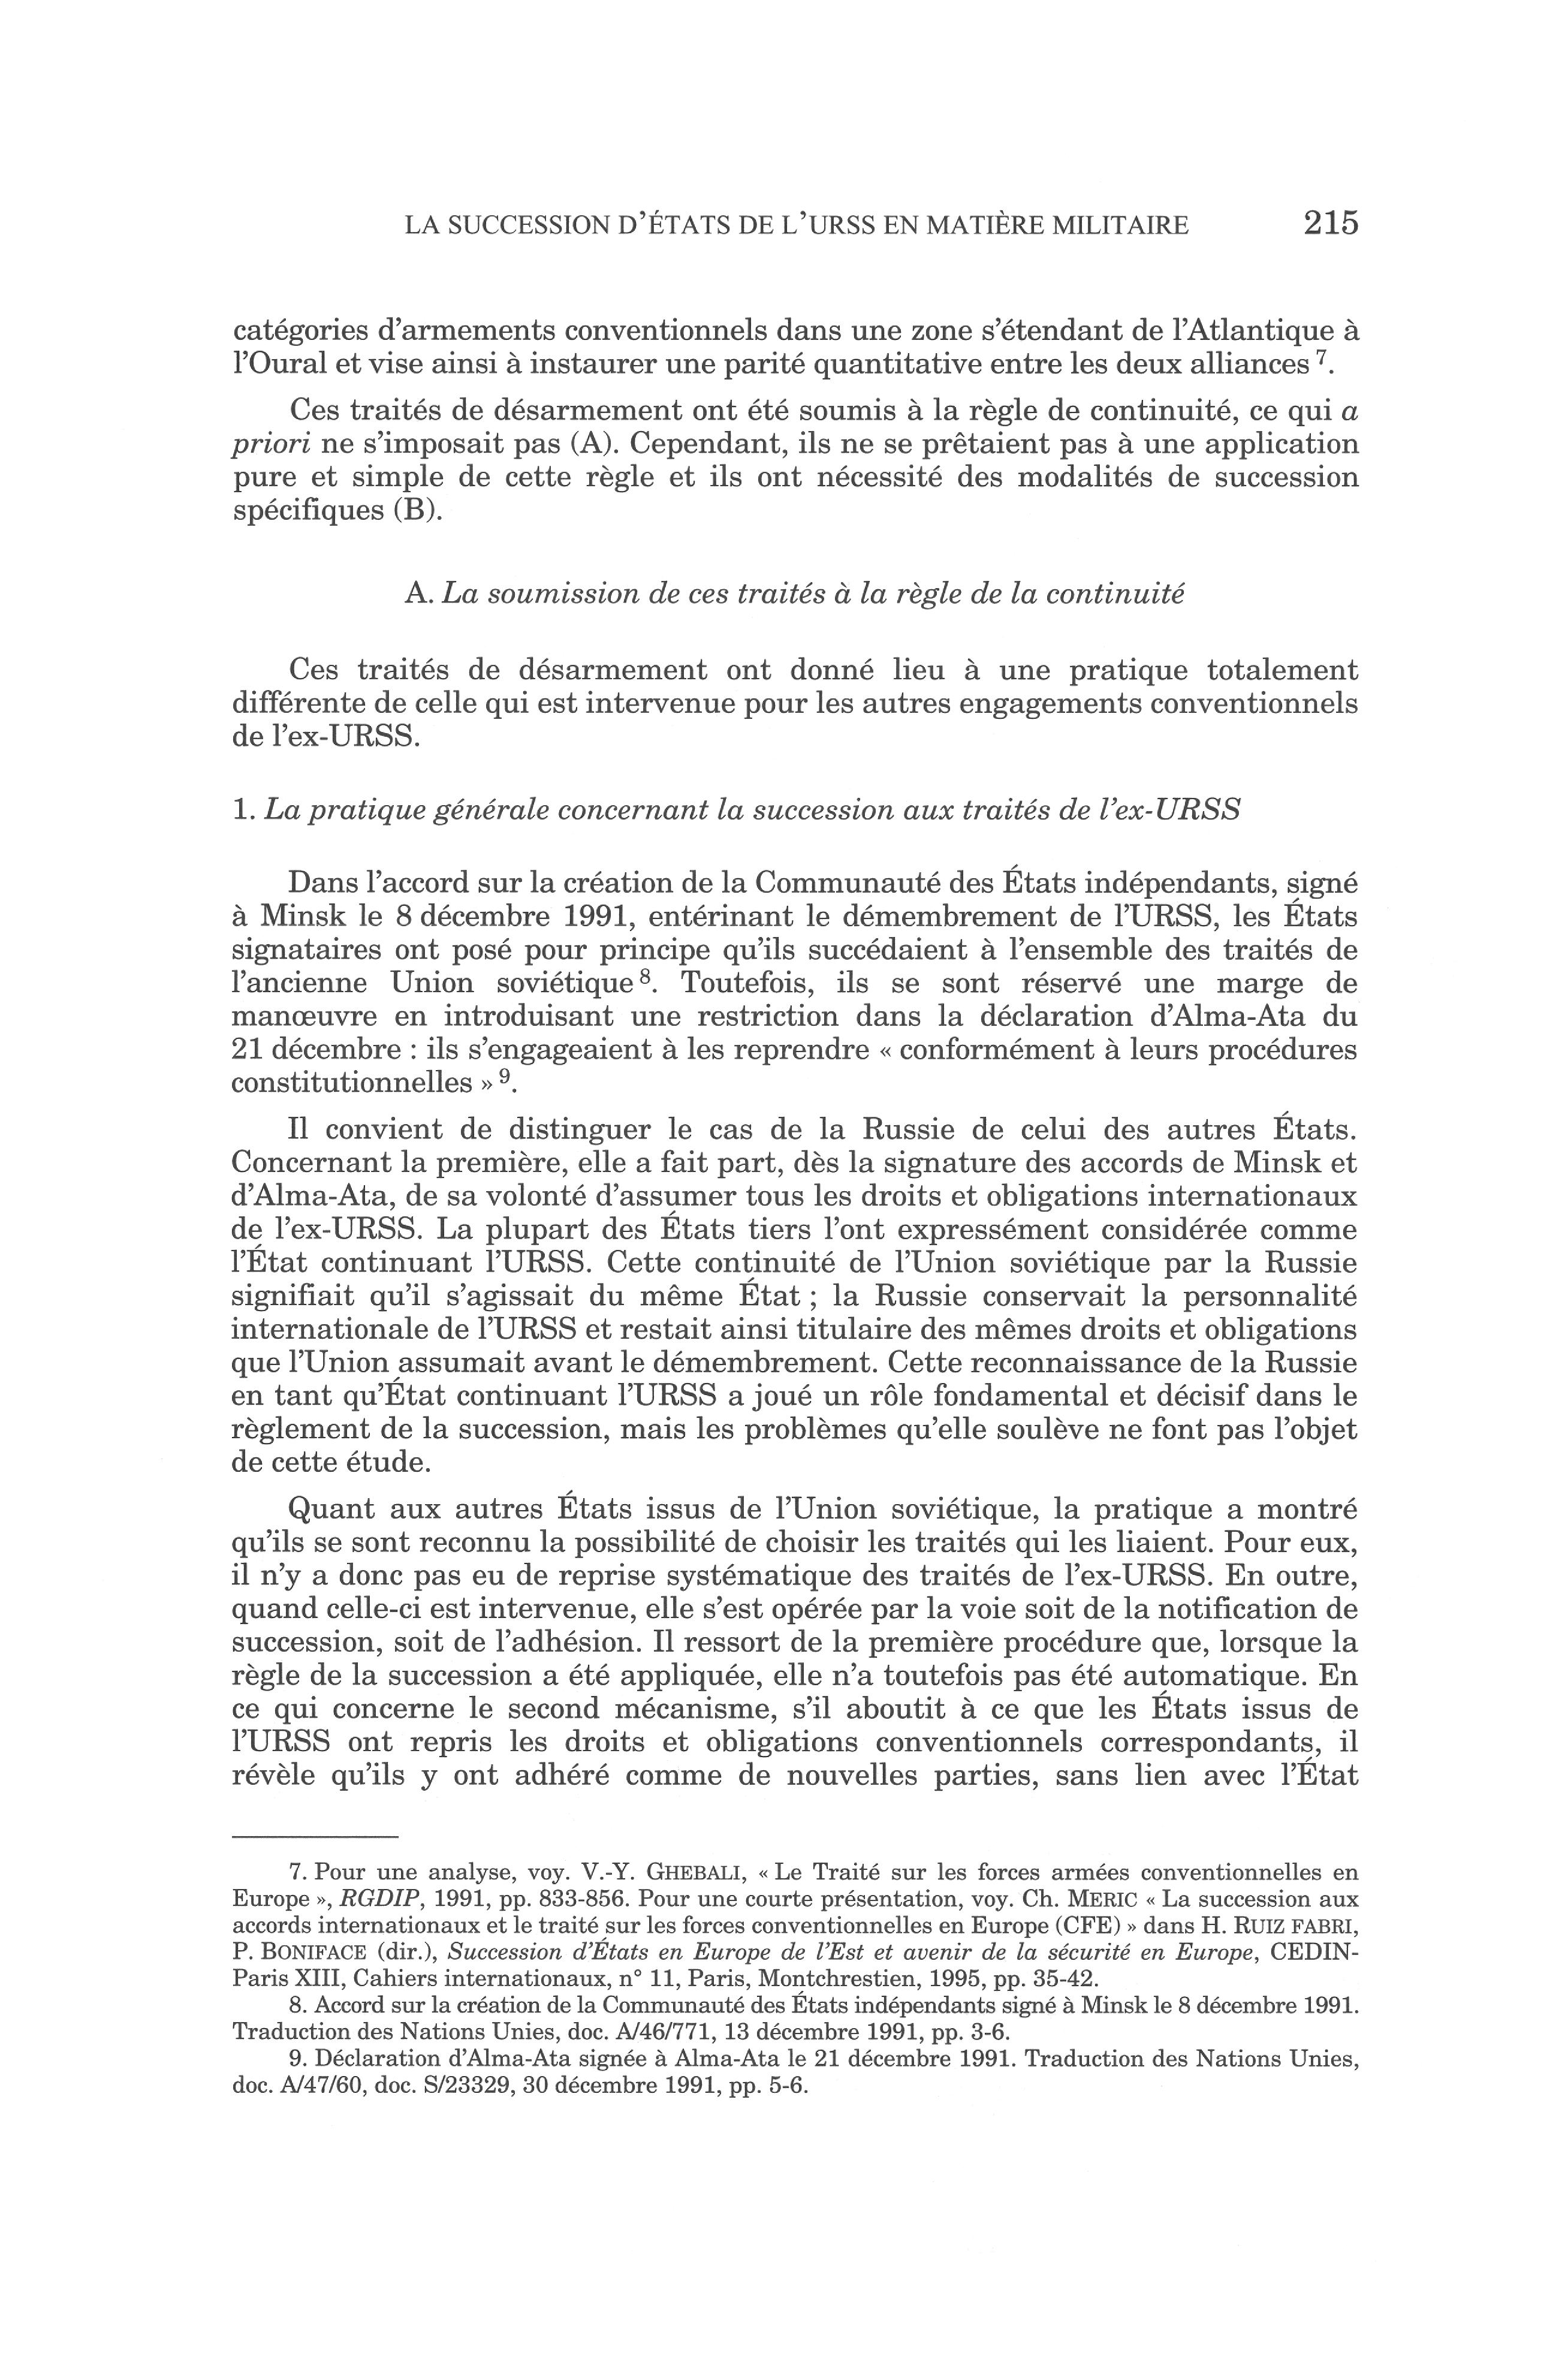 LA SUCCESSION D'ÉTATS DE L'URSS EN MATIÈRE MILITAIRE 215
catégories d'armements conventionnels dans une zone s'étendant de l'Atlantique à
l'Oural et vise ainsi à instaurer une parité quantitative entre les deux alliances 7.
Ces traités de désarmement ont été soumis à la règle de continuité, ce qui a
priori ne s'imposait pas (A). Cependant, ils ne se prêtaient pas à une application
pure et simple de cette règle et ils ont nécessité des modalités de succession
spécifiques (B).
A. La soumission de ces traités à la règle de la continuité
Ces traités de désarmement ont donné lieu à une pratique totalement
différente de celle qui est intervenue pour les autres engagements conventionnels
de l'ex-URSS.
1. La pratique générale concernant la succession aux traités de l'ex-URSS
Dans l'accord sur la création de la Communauté des États indépendants, signé
à Minsk le 8 décembre 1991, entérinant le démembrement de l'URSS, les États
signataires ont posé pour principe qu'ils succédaient à l'ensemble des traités de
l'ancienne Union soviétique 8. Toutefois, ils se sont réservé une marge de
manœuvre en introduisant une restriction dans la déclaration d'Alma-Ata du
21 décembre : ils s'engageaient à les reprendre « conformément à leurs procédures
constitutionnelles » 9.
Il convient de distinguer le cas de la Russie de celui des autres États.
Concernant la première, elle a fait part, dès la signature des accords de Minsk et
d'Alma-Ata, de sa volonté d'assumer tous les droits et obligations internationaux
de l'ex-URSS. La plupart des États tiers l'ont expressément considérée comme
l'État continuant l'URSS. Cette continuité de l'Union soviétique par la Russie
signifiait qu'il s'agissait du même État ; la Russie conservait la personnalité
internationale de l'URSS et restait ainsi titulaire des mêmes droits et obligations
que l'Union assumait avant le démembrement. Cette reconnaissance de la Russie
en tant qu'État continuant l'URSS a joué un rôle fondamental et décisif dans le
règlement de la succession, mais les problèmes qu'elle soulève ne font pas l'objet
de cette étude.
Quant aux autres États issus de l'Union soviétique, la pratique a montré
qu'ils se sont reconnu la possibilité de choisir les traités qui les liaient. Pour eux,
il n'y a donc pas eu de reprise systématique des traités de l'ex-URSS. En outre,
quand celle-ci est intervenue, elle s'est opérée par la voie soit de la notification de
succession, soit de l'adhésion. Il ressort de la première procédure que, lorsque la
règle de la succession a été appliquée, elle n'a toutefois pas été automatique. En
ce qui concerne le second mécanisme, s'il aboutit à ce que les États issus de
l'URSS ont repris les droits et obligations conventionnels correspondants, il
révèle qu'ils y ont adhéré comme de nouvelles parties, sans lien avec l'État
7. Pour une analyse, voy. V.-Y. GHEBALI, « Le Traité sur les forces armées conventionnelles en
Europe », RGDIP, 1991, pp. 833-856. Pour une courte présentation, voy. Ch. MERIC « La succession aux
accords internationaux et le traité sur les forces conventionnelles en Europe (CFE) » dans H. RUIZ FABRI,
P. BONIFACE (dir.), Succession d'États en Europe de l'Est et avenir de la sécurité en Europe, CEDIN-
Paris XIII, Cahiers internationaux, n° 11, Paris, Montchrestien, 1995, pp. 35-42.
8. Accord sur la création de la Communauté des États indépendants signé à Minsk le 8 décembre 1991.
Traduction des Nations Unies, doc. A/46/771, 13 décembre 1991, pp. 3-6.
9. Déclaration d'Alma-Ata signée à Alma-Ata le 21 décembre 1991. Traduction des Nations Unies,
doc. A/47/60, doc. S/23329, 30 décembre 1991, pp. 5-6.